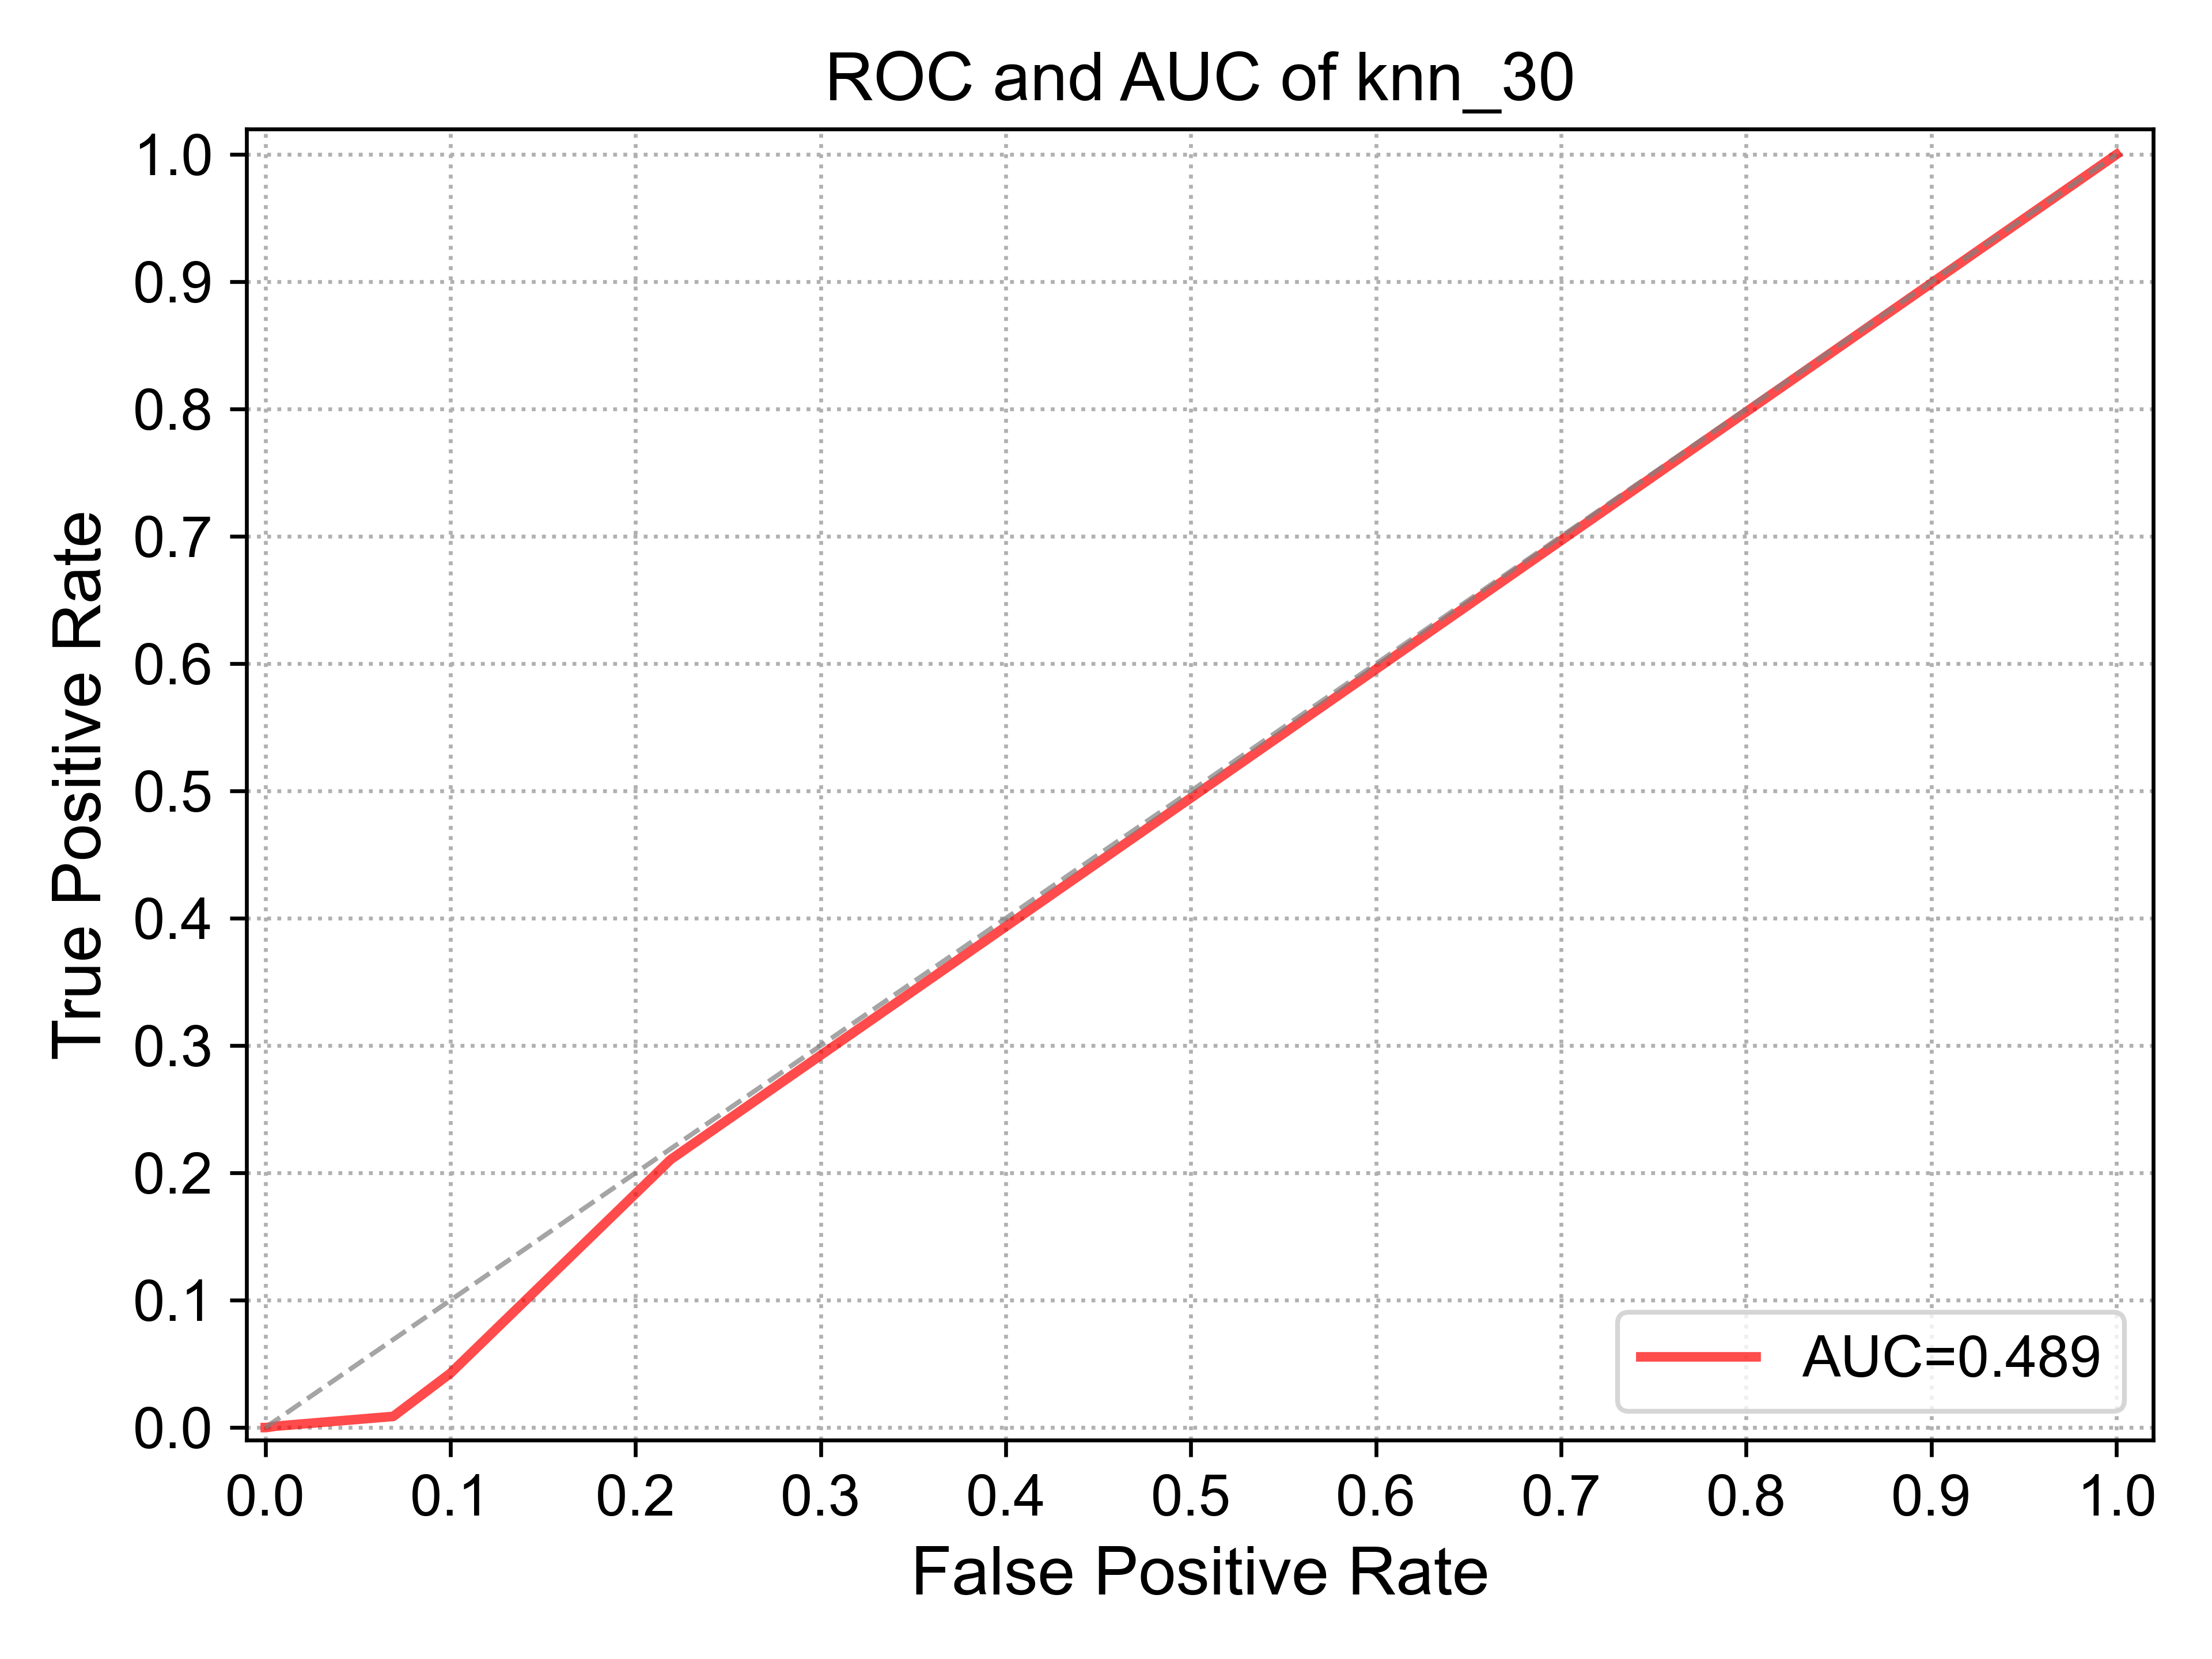 ROC and AUC of knn_30
1.0
0.9
0.8
0.7
0.6
0.5
0.4
0.3
0.2
0.1
0.0
True Positive Rate
AUC=0.489
0.0 0.1 0.2 0.3 0.4 0.5 0.6 0.7 0.8 0.9 1.0
False Positive Rate